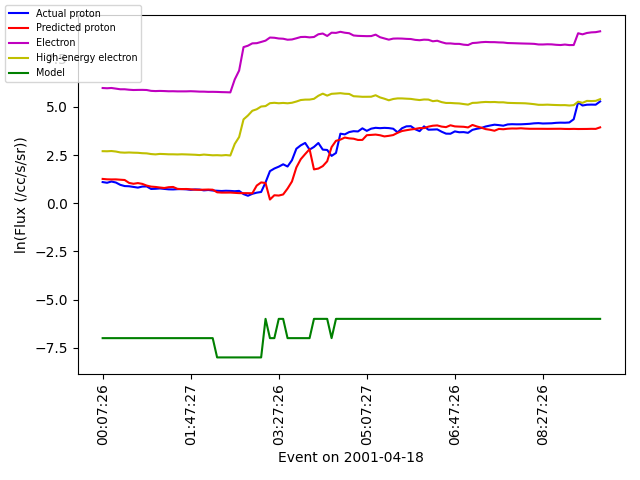 Actual proton
Predicted proton
Electron
High-energy electron
Model
5.0
2.5
0.0
−2.5
−5.0
−7.5
ln(Flux (/cc/s/sr))
00:07:26
01:47:27
03:27:26
05:07:27
06:47:26
08:27:26
Event on 2001-04-18